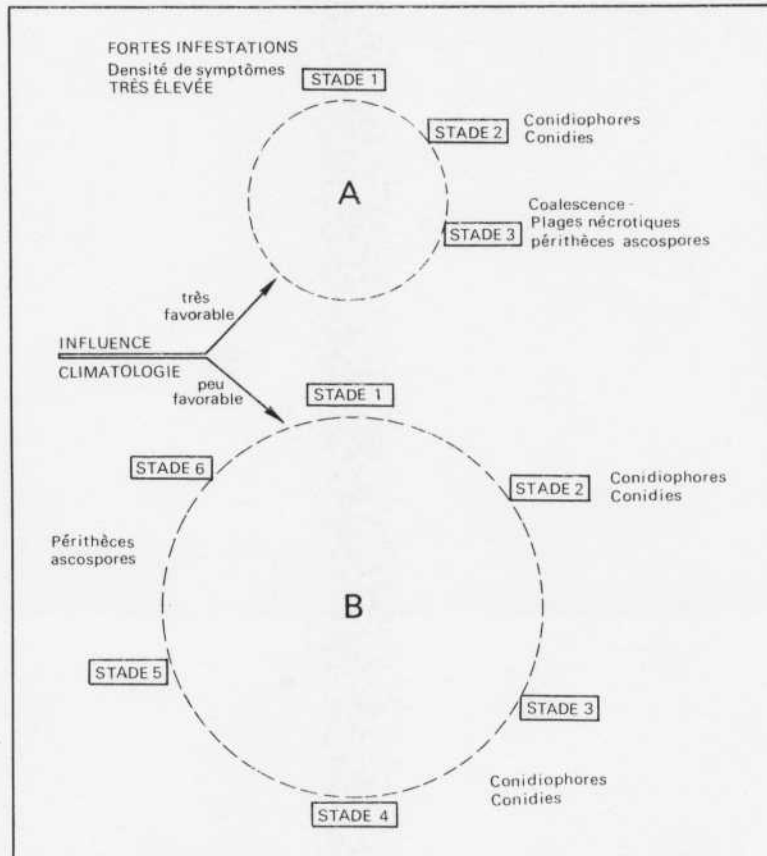 FORTES INFESTATIONS
Densité de symptômes
TRÈS ÉLEVÉE
STADE 1
STADE 2
Conidiophores
Conidies
A
STADE 3
Coalescence -
Plages nécrotiques
périthèces ascospores
très
favorable
INFLUENCE
CLIMATOLOGIE
peu
favorable
STADE 1
STADE 6
STADE 2
Conidiophores
Conidies
Périthèces
ascospores
B
STADE 5
STADE 3
Conidiophores
Conidies
STADE 4